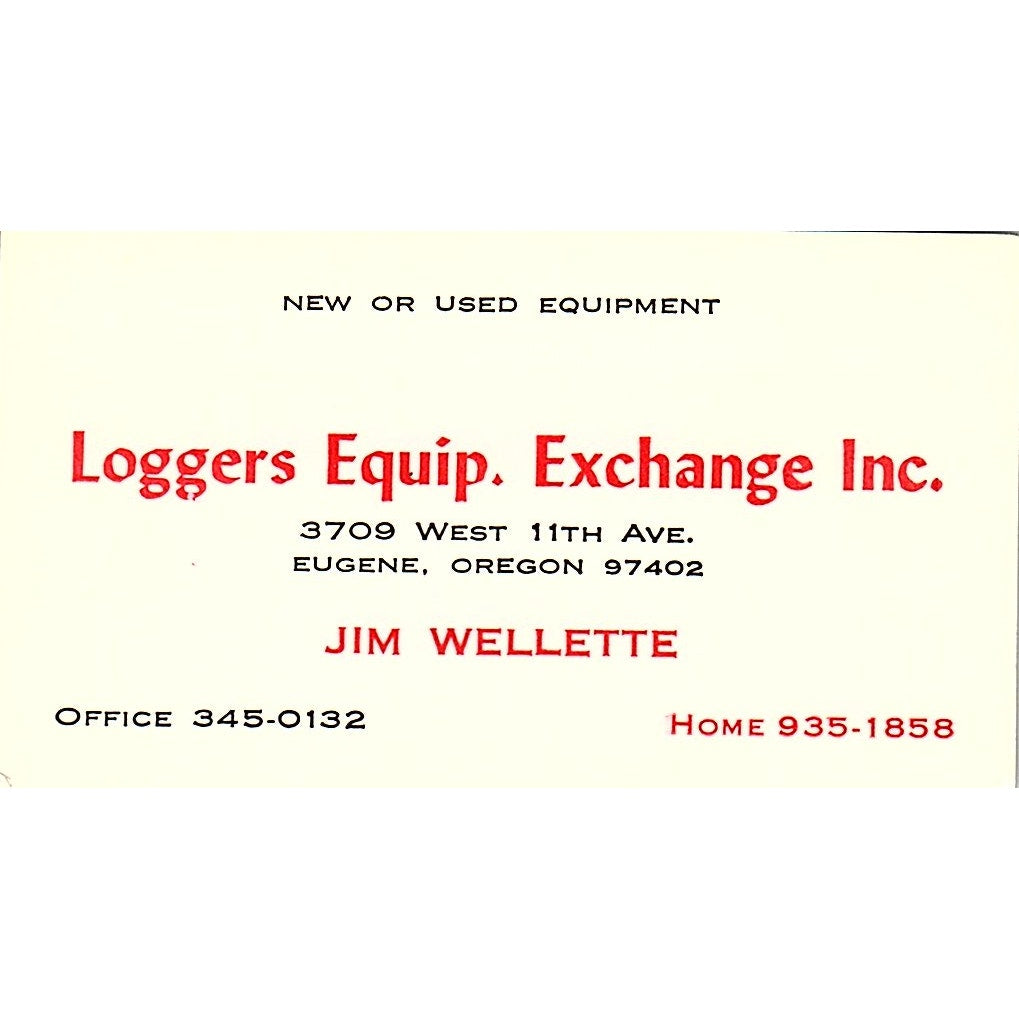 NEW OR USED EQUIPMENT
Loggers Equip. Exchange Inc.
3709 WEST 11TH AVE.
EUGENE, OREGON 97402
JIM WELLETTE
OFFICE 345-0132
HOME 935-1858